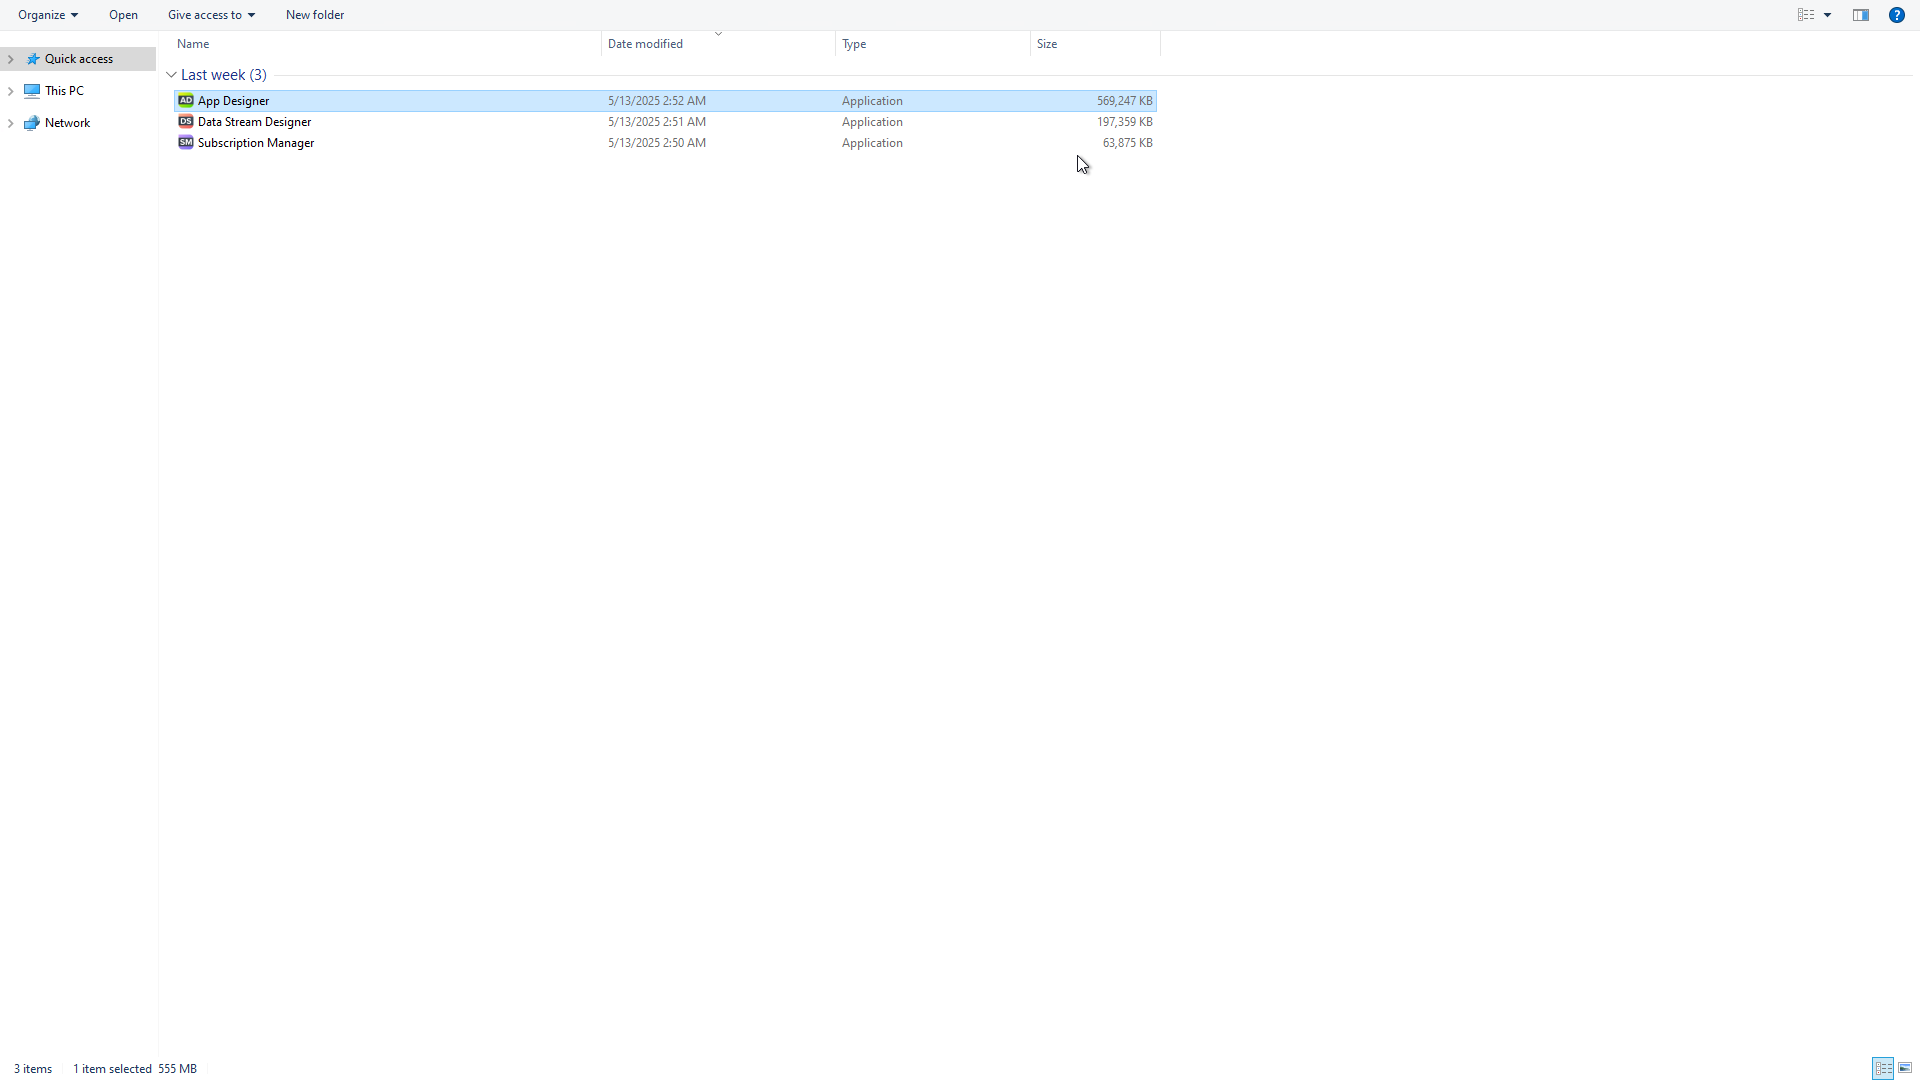 Organize Open Give access to New folder ?
Name Date modified Type Size
Quick access
Last week (3)
This PC
AD App Designer 5/13/2025 2:52 AM Application 569,247 KB
DS Data Stream Designer 5/13/2025 2:51 AM Application 197,359 KB
Network
SM Subscription Manager 5/13/2025 2:50 AM Application 63,875 KB
3 items 1 item selected 555 MB